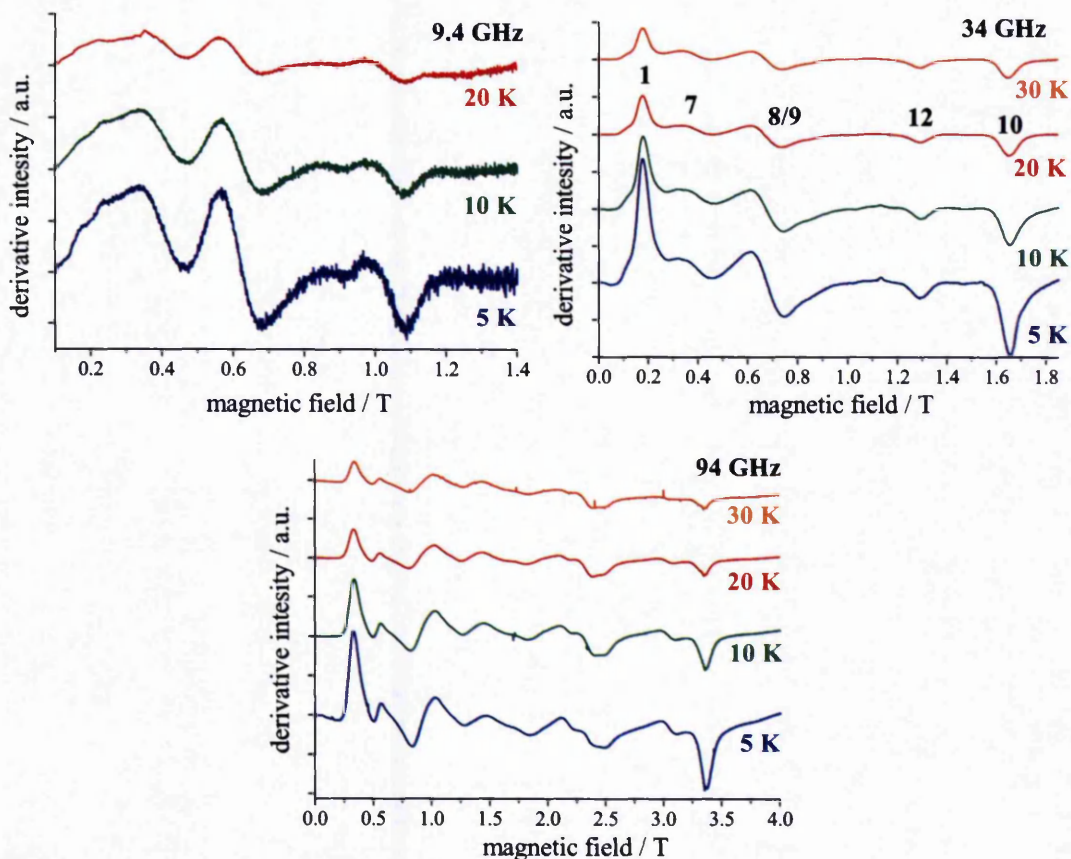 9.4 GHz
20 K
10 K
5 K
derivative intesity / a.u.
0.2 0.4 0.6 0.8 1.0 1.2 1.4
magnetic field / T
34 GHz
1
30 K
7
8/9
12
10
20 K
10 K
5 K
derivative intesity / a.u.
0.0 0.2 0.4 0.6 0.8 1.0 1.2 1.4 1.6 1.8
magnetic field / T
94 GHz
30 K
20 K
10 K
5 K
derivative intesity / a.u.
0.0 0.5 1.0 1.5 2.0 2.5 3.0 3.5 4.0
magnetic field / T